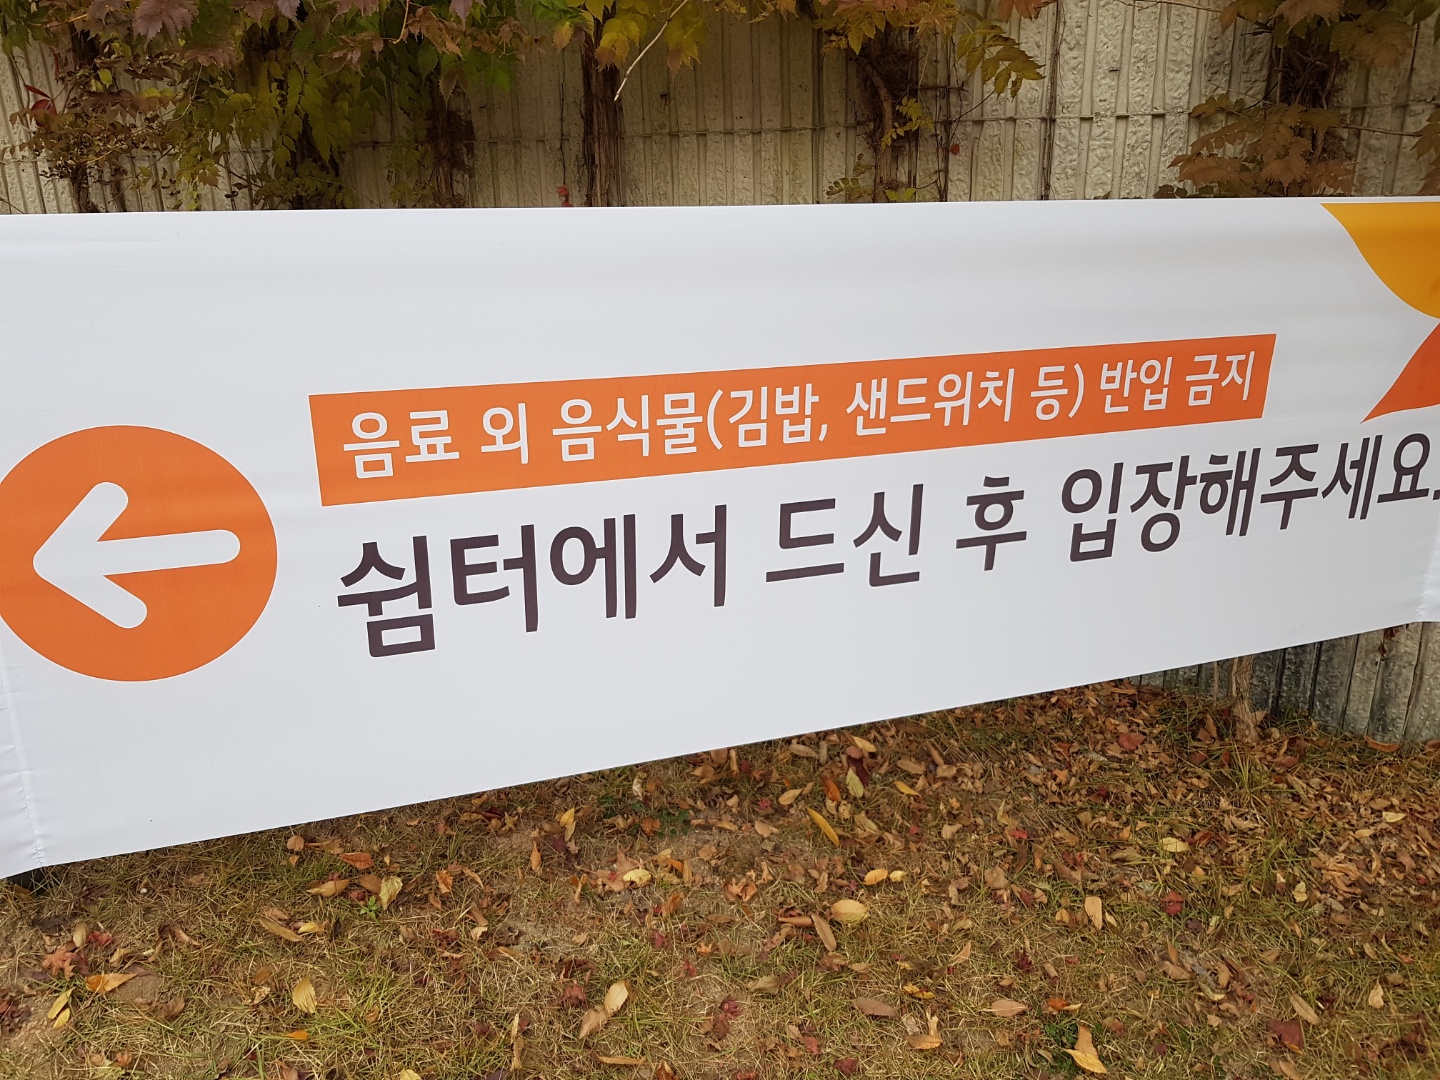 음료 외 음식물(김밥, 샌드위치 등) 반입 금지
쉼터에서 드신 후 입장해주세요.